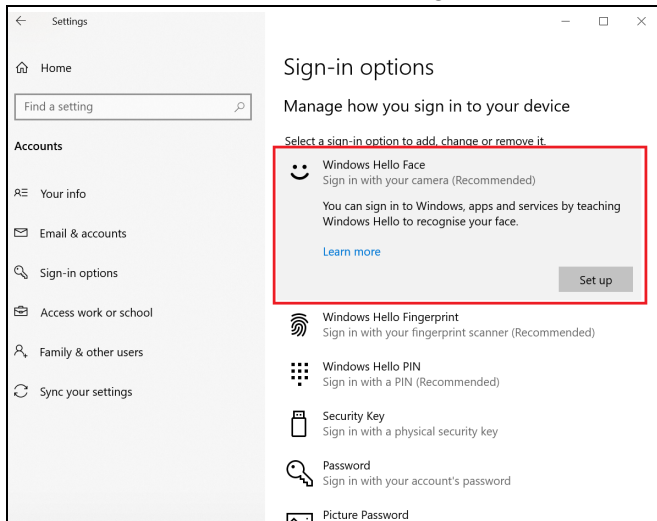 Settings
Home
Find a setting
Accounts
Your info
Email & accounts
Sign-in options
Access work or school
Family & other users
Sync your settings
Sign-in options
Manage how you sign in to your device
Select a sign-in option to add, change or remove it.
Windows Hello Face
Sign in with your camera (Recommended)
You can sign in to Windows, apps and services by teaching
Windows Hello to recognise your face.
Learn more
Set up
Windows Hello Fingerprint
Sign in with your fingerprint scanner (Recommended)
Windows Hello PIN
Sign in with a PIN (Recommended)
Security Key
Sign in with a physical security key
Password
Sign in with your account's password
Picture Password